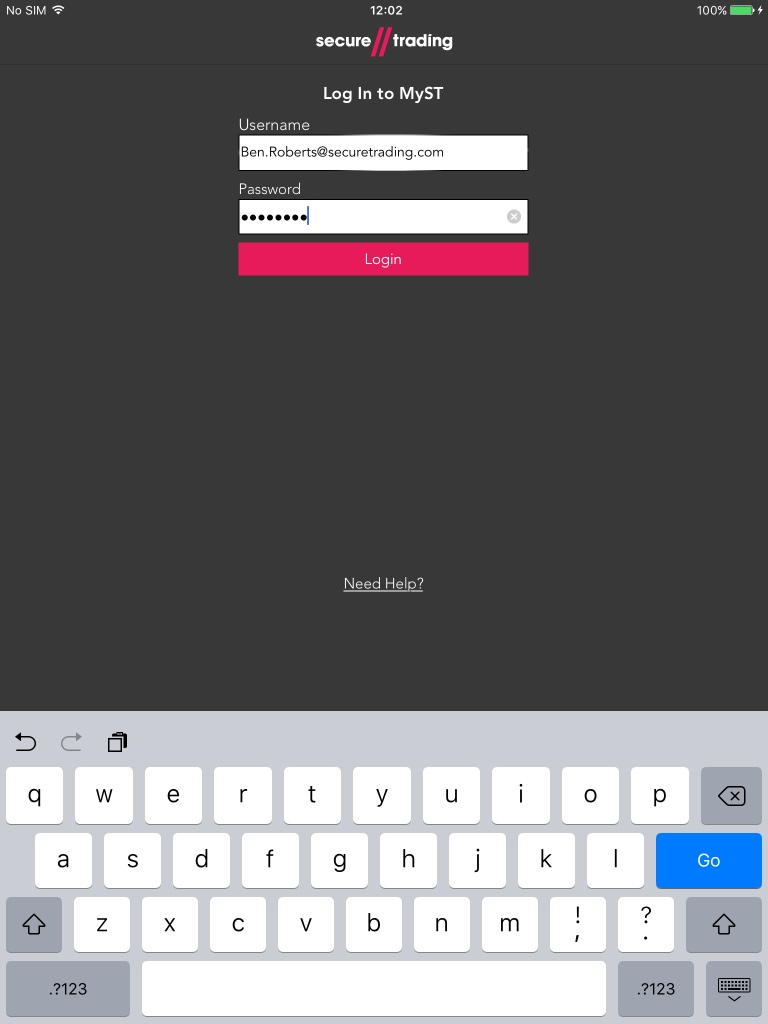 No SIM 12:02 100%
secure//trading
Log In to MyST
Username
Ben.Roberts@securetrading.com
Password
••••••••
Login
Need Help?
q w e r t y u i o p
a s d f g h j k l Go
z x c v b n m ! , ? .
.?123 .?123